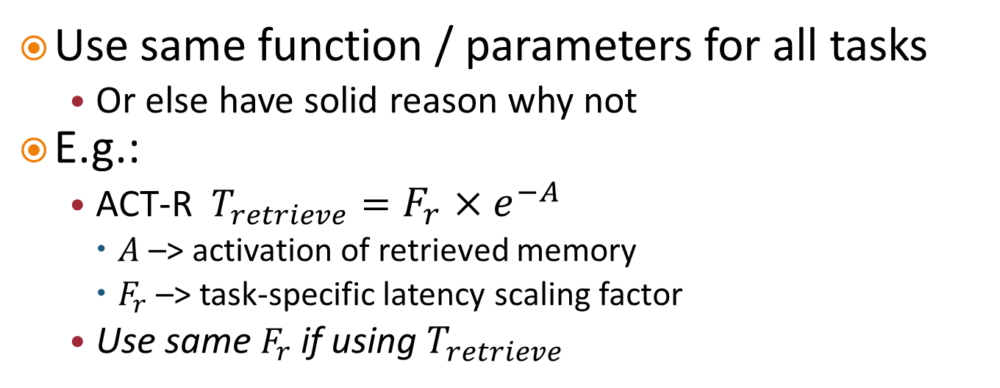 Use same function / parameters for all tasks
• Or else have solid reason why not
E.g.:
• ACT-R $T_{retrieve} = F_r \times e^{-A}$
• $A$ –> activation of retrieved memory
• $F_r$ –> task-specific latency scaling factor
• Use same $F_r$ if using $T_{retrieve}$